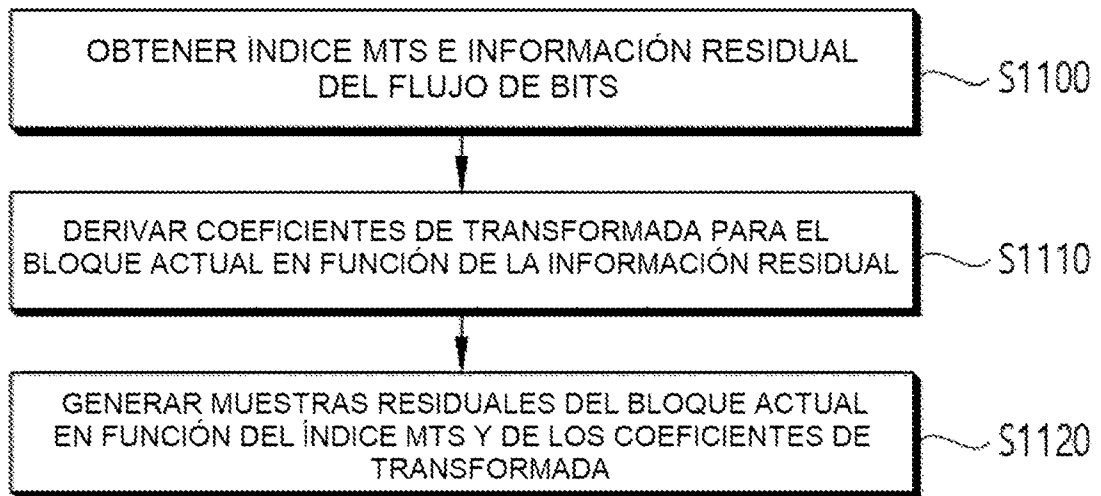 OBTENER ÍNDICE MTS E INFORMACIÓN RESIDUAL
DEL FLUJO DE BITS
S1100
DERIVAR COEFICIENTES DE TRANSFORMADA PARA EL
BLOQUE ACTUAL EN FUNCIÓN DE LA INFORMACIÓN RESIDUAL
S1110
GENERAR MUESTRAS RESIDUALES DEL BLOQUE ACTUAL
EN FUNCIÓN DEL ÍNDICE MTS Y DE LOS COEFICIENTES DE
TRANSFORMADA
S1120